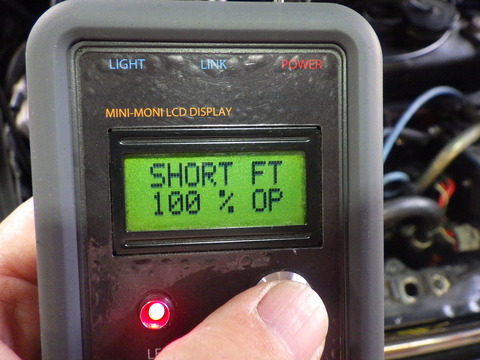 LIGHT LINK POWER
MINI-MONI LCD DISPLAY
SHORT FT
100 % OP